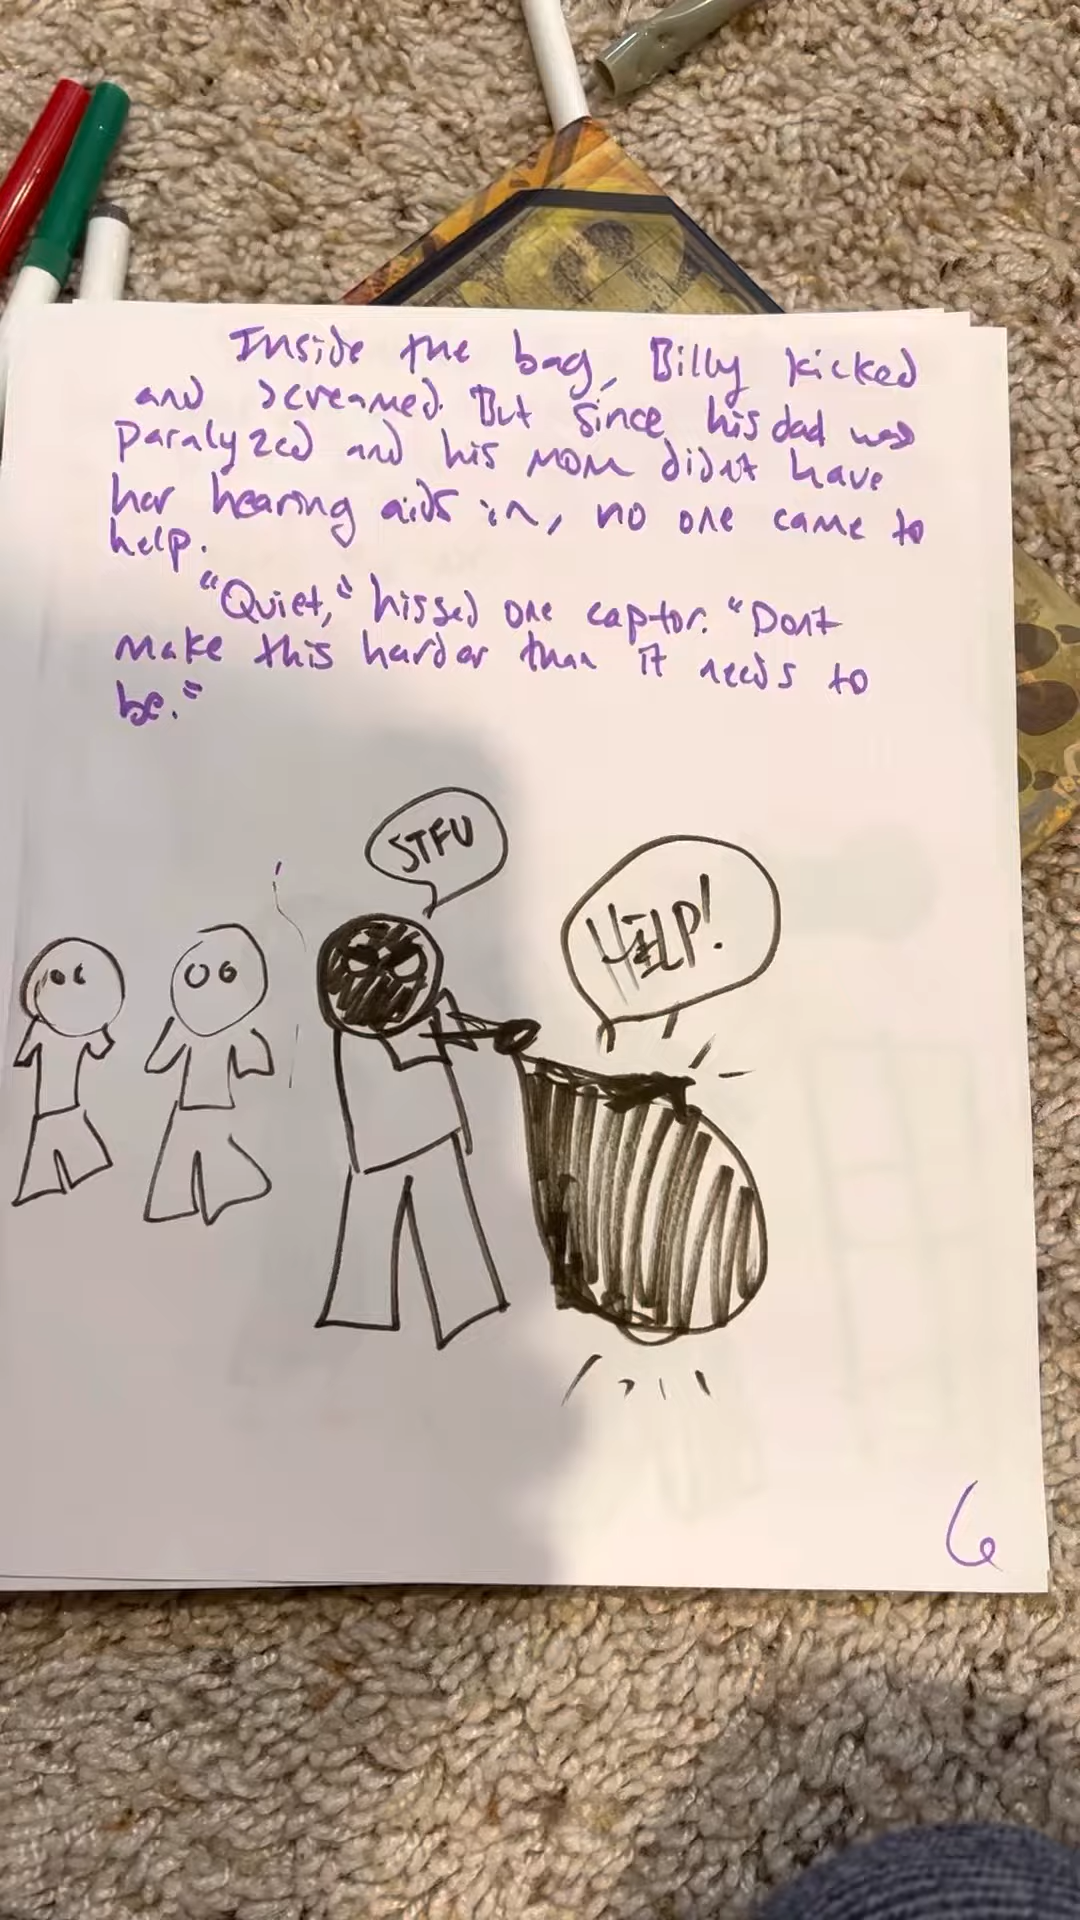 Inside the bag, Billy kicked
and screamed. But since his dad was
paralyzed and his mom didnt have
her hearing aids in, no one came to
help.
"Quiet," hissed one captor. "Dont
make this harder than it needs to
be."
STFU
HELP!
6